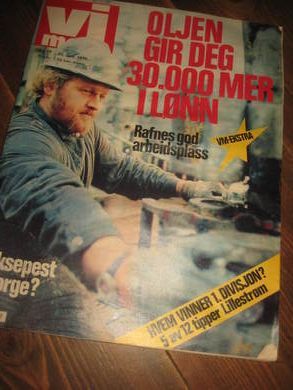 vi
OLJEN
GIR DEG
30.000 MER
I LØNN
Rafnes god
arbeidsplass
VM-EKSTRA
ksepest
orge?
HVEM VINNER 1. DIVISJON?
5 av 12 tipper Lillestrøm